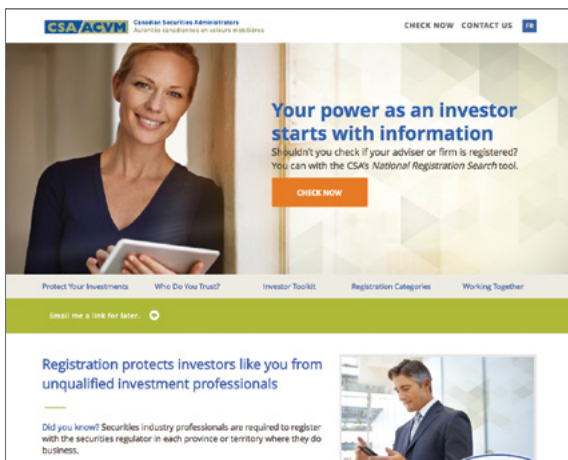 CSA/ACVM Canadian Securities Administrators
Autorités canadiennes en valeurs mobilières
CHECK NOW CONTACT US FR
Your power as an investor
starts with information
Shouldn't you check if your adviser or firm is registered?
You can with the CSA's National Registration Search tool.
CHECK NOW
Protect Your Investments Who Do You Trust? Investor Toolkit Registration Categories Working Together
Email me a link for later.
Registration protects investors like you from
unqualified investment professionals
Did you know? Securities industry professionals are required to register
with the securities regulator in each province or territory where they do
business.